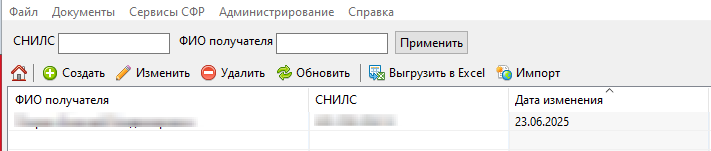 Файл Документы Сервисы СФР Администрирование Справка
СНИЛС ФИО получателя Применить
Создать Изменить Удалить Обновить Выгрузить в Excel Импорт
ФИО получателя СНИЛС Дата изменения
23.06.2025